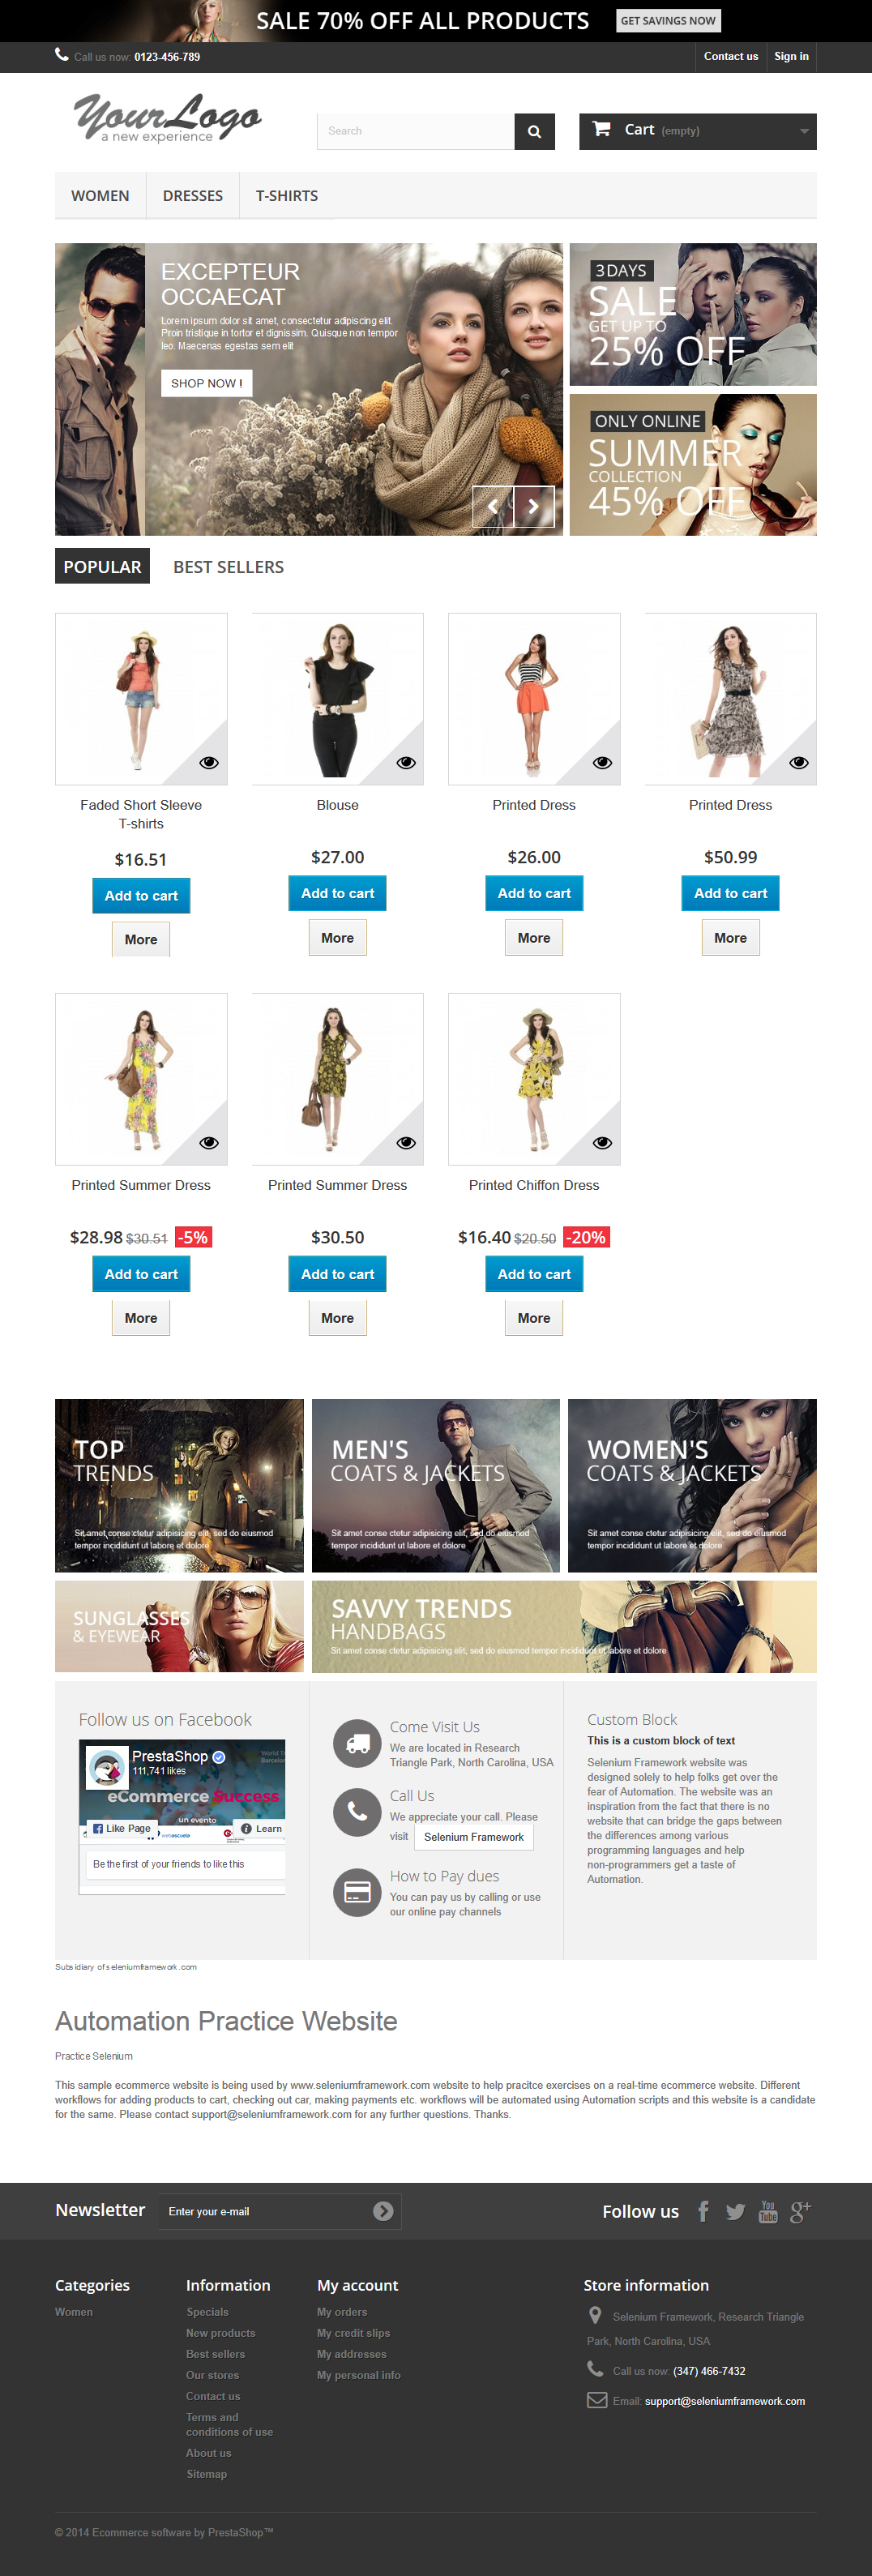 SALE 70% OFF ALL PRODUCTS GET SAVINGS NOW
Call us now: 0123-456-789 Contact us Sign in
YourLogo
a new experience
Search
Cart (empty)
WOMEN DRESSES T-SHIRTS
EXCEPTEUR
OCCAECAT
Lorem ipsum dolor sit amet, consectetur adipiscing elit.
Proin tristique in tortor et dignissim. Quisque non tempor
leo. Maecenas egestas sem elit
SHOP NOW !
3DAYS
SALE
GET UP TO
25% OFF
ONLY ONLINE
SUMMER
COLLECTION
45% OFF
POPULAR BEST SELLERS
Faded Short Sleeve
T-shirts
$16.51
Add to cart
More
Blouse
$27.00
Add to cart
More
Printed Dress
$26.00
Add to cart
More
Printed Dress
$50.99
Add to cart
More
Printed Summer Dress
$28.98 $30.51 -5%
Add to cart
More
Printed Summer Dress
$30.50
Add to cart
More
Printed Chiffon Dress
$16.40 $20.50 -20%
Add to cart
More
TOP
TRENDS
Sit amet conse ctetur adipisicing elit, sed do eiusmod
tempor incididunt ut labore et dolore
MEN'S
COATS & JACKETS
Sit amet conse ctetur adipisicing elit, sed do eiusmod
tempor incididunt ut labore et dolore
WOMEN'S
COATS & JACKETS
Sit amet conse ctetur adipisicing elit, sed do eiusmod
tempor incididunt ut labore et dolore
SUNGLASSES
& EYEWEAR
SAVVY TRENDS
HANDBAGS
Sit amet conse ctetur adipisicing elit, sed do eiusmod tempor incididunt ut labore et dolore
Follow us on Facebook
PrestaShop
111,741 likes
World T
Barcelon
eCommerce Success
un evento
Like Page
webescuela
Learn
Be the first of your friends to like this
Come Visit Us
We are located in Research
Triangle Park, North Carolina, USA
Call Us
We appreciate your call. Please
visit Selenium Framework
How to Pay dues
You can pay us by calling or use
our online pay channels
Custom Block
This is a custom block of text
Selenium Framework website was
designed solely to help folks get over the
fear of Automation. The website was an
inspiration from the fact that there is no
website that can bridge the gaps between
the differences among various
programming languages and help
non-programmers get a taste of
Automation.
Subsidiary of seleniumframework.com
Automation Practice Website
Practice Selenium
This sample ecommerce website is being used by www.seleniumframework.com website to help pracitce exercises on a real-time ecommerce website. Different
workflows for adding products to cart, checking out car, making payments etc. workflows will be automated using Automation scripts and this website is a candidate
for the same. Please contact support@seleniumframework.com for any further questions. Thanks.
Newsletter Enter your e-mail
Follow us
You
Tube
g+
Categories
Women
Information
Specials
New products
Best sellers
Our stores
Contact us
Terms and
conditions of use
About us
Sitemap
My account
My orders
My credit slips
My addresses
My personal info
Store information
Selenium Framework, Research Triangle
Park, North Carolina, USA
Call us now: (347) 466-7432
Email: support@seleniumframework.com
© 2014 Ecommerce software by PrestaShop™